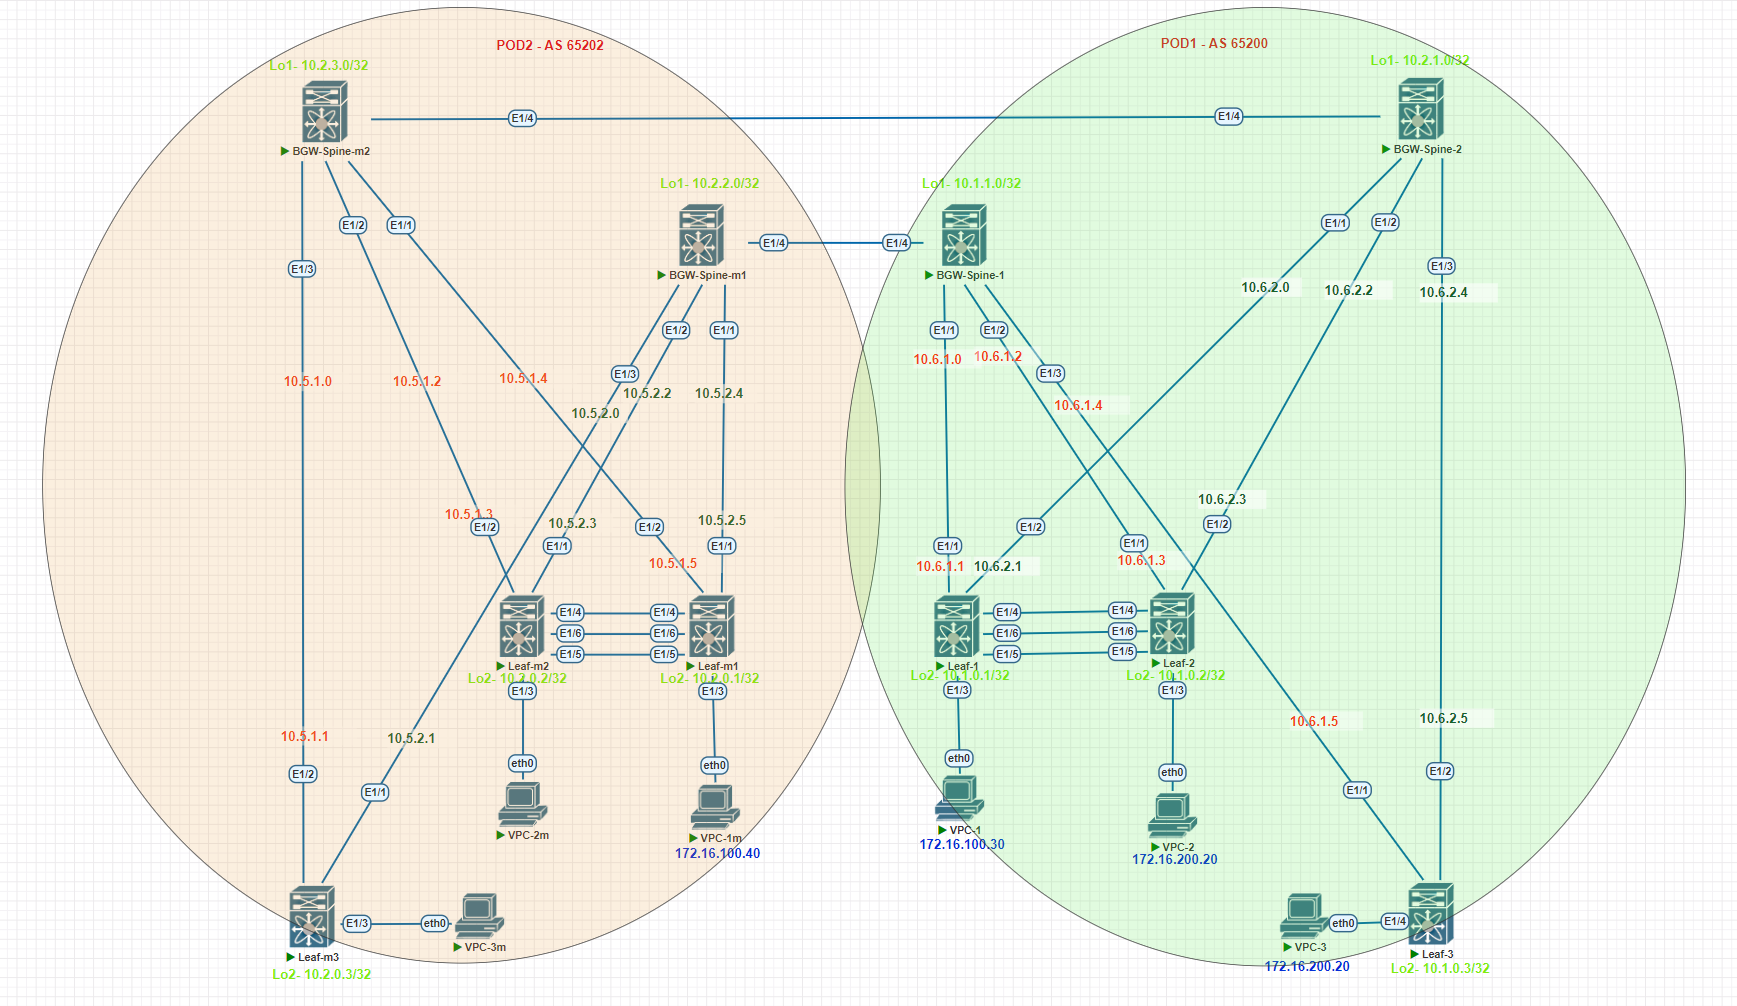 POD2 - AS 65202
POD1 - AS 65200
Lo1- 10.2.3.0/32
Lo1- 10.2.1.0/32
E1/4
E1/4
BGW-Spine-m2
BGW-Spine-2
Lo1- 10.2.2.0/32
Lo1- 10.1.1.0/32
E1/2
E1/1
E1/1
E1/2
E1/4
E1/4
E1/3
E1/3
BGW-Spine-m1
BGW-Spine-1
10.6.2.0
10.6.2.2
10.6.2.4
E1/2
E1/1
E1/1
E1/2
10.6.1.0
10.6.1.2
E1/3
E1/3
10.5.1.0
10.5.1.2
10.5.1.4
10.5.2.2
10.5.2.4
10.5.2.0
10.6.1.4
10.6.2.3
10.5.1.3
10.5.2.3
10.5.2.5
E1/2
E1/2
E1/2
E1/2
E1/1
E1/1
E1/1
E1/1
10.5.1.5
10.6.1.1
10.6.2.1
10.6.1.3
E1/4
E1/4
E1/4
E1/4
E1/6
E1/6
E1/6
E1/6
E1/5
E1/5
E1/5
E1/5
Leaf-m2
Leaf-m1
Leaf-1
Leaf-2
Lo2- 10.2.0.2/32
Lo2- 10.2.0.1/32
Lo2- 10.1.0.1/32
Lo2- 10.1.0.2/32
E1/3
E1/3
E1/3
E1/3
10.5.1.1
10.5.2.1
10.6.1.5
10.6.2.5
eth0
eth0
eth0
eth0
E1/2
E1/1
E1/1
E1/2
VPC-2m
VPC-1m
VPC-1
VPC-2
172.16.100.40
172.16.100.30
172.16.200.20
E1/3
eth0
eth0
E1/4
VPC-3m
VPC-3
Leaf-m3
Leaf-3
Lo2- 10.2.0.3/32
172.16.200.20
Lo2- 10.1.0.3/32